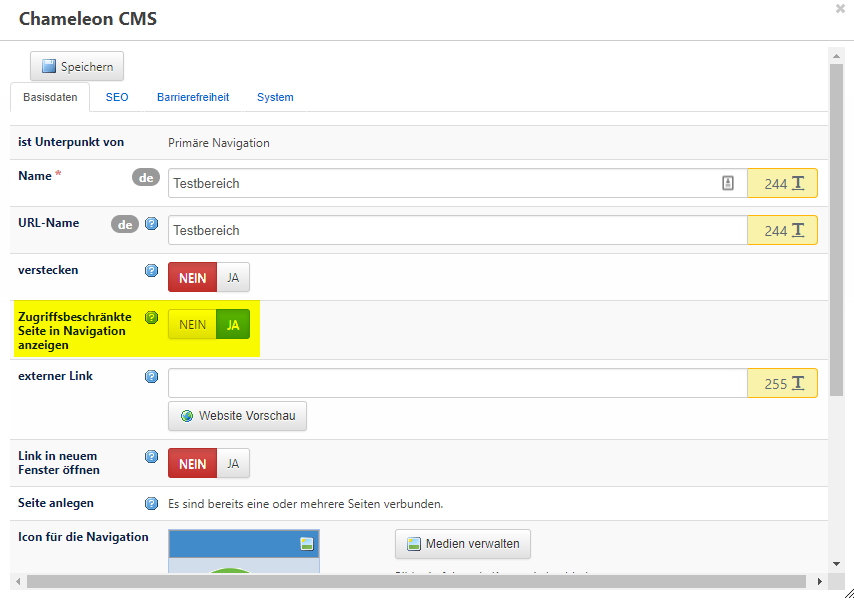 Chameleon CMS
Speichern
Basisdaten SEO Barrierefreiheit System
ist Unterpunkt von Primäre Navigation
Name * de Testbereich 244
URL-Name de Testbereich 244
verstecken NEIN JA
Zugriffsbeschränkte
Seite in Navigation
anzeigen
NEIN JA
externer Link 255
Website Vorschau
Link in neuem
Fenster öffnen
NEIN JA
Seite anlegen Es sind bereits eine oder mehrere Seiten verbunden.
Icon für die Navigation Medien verwalten